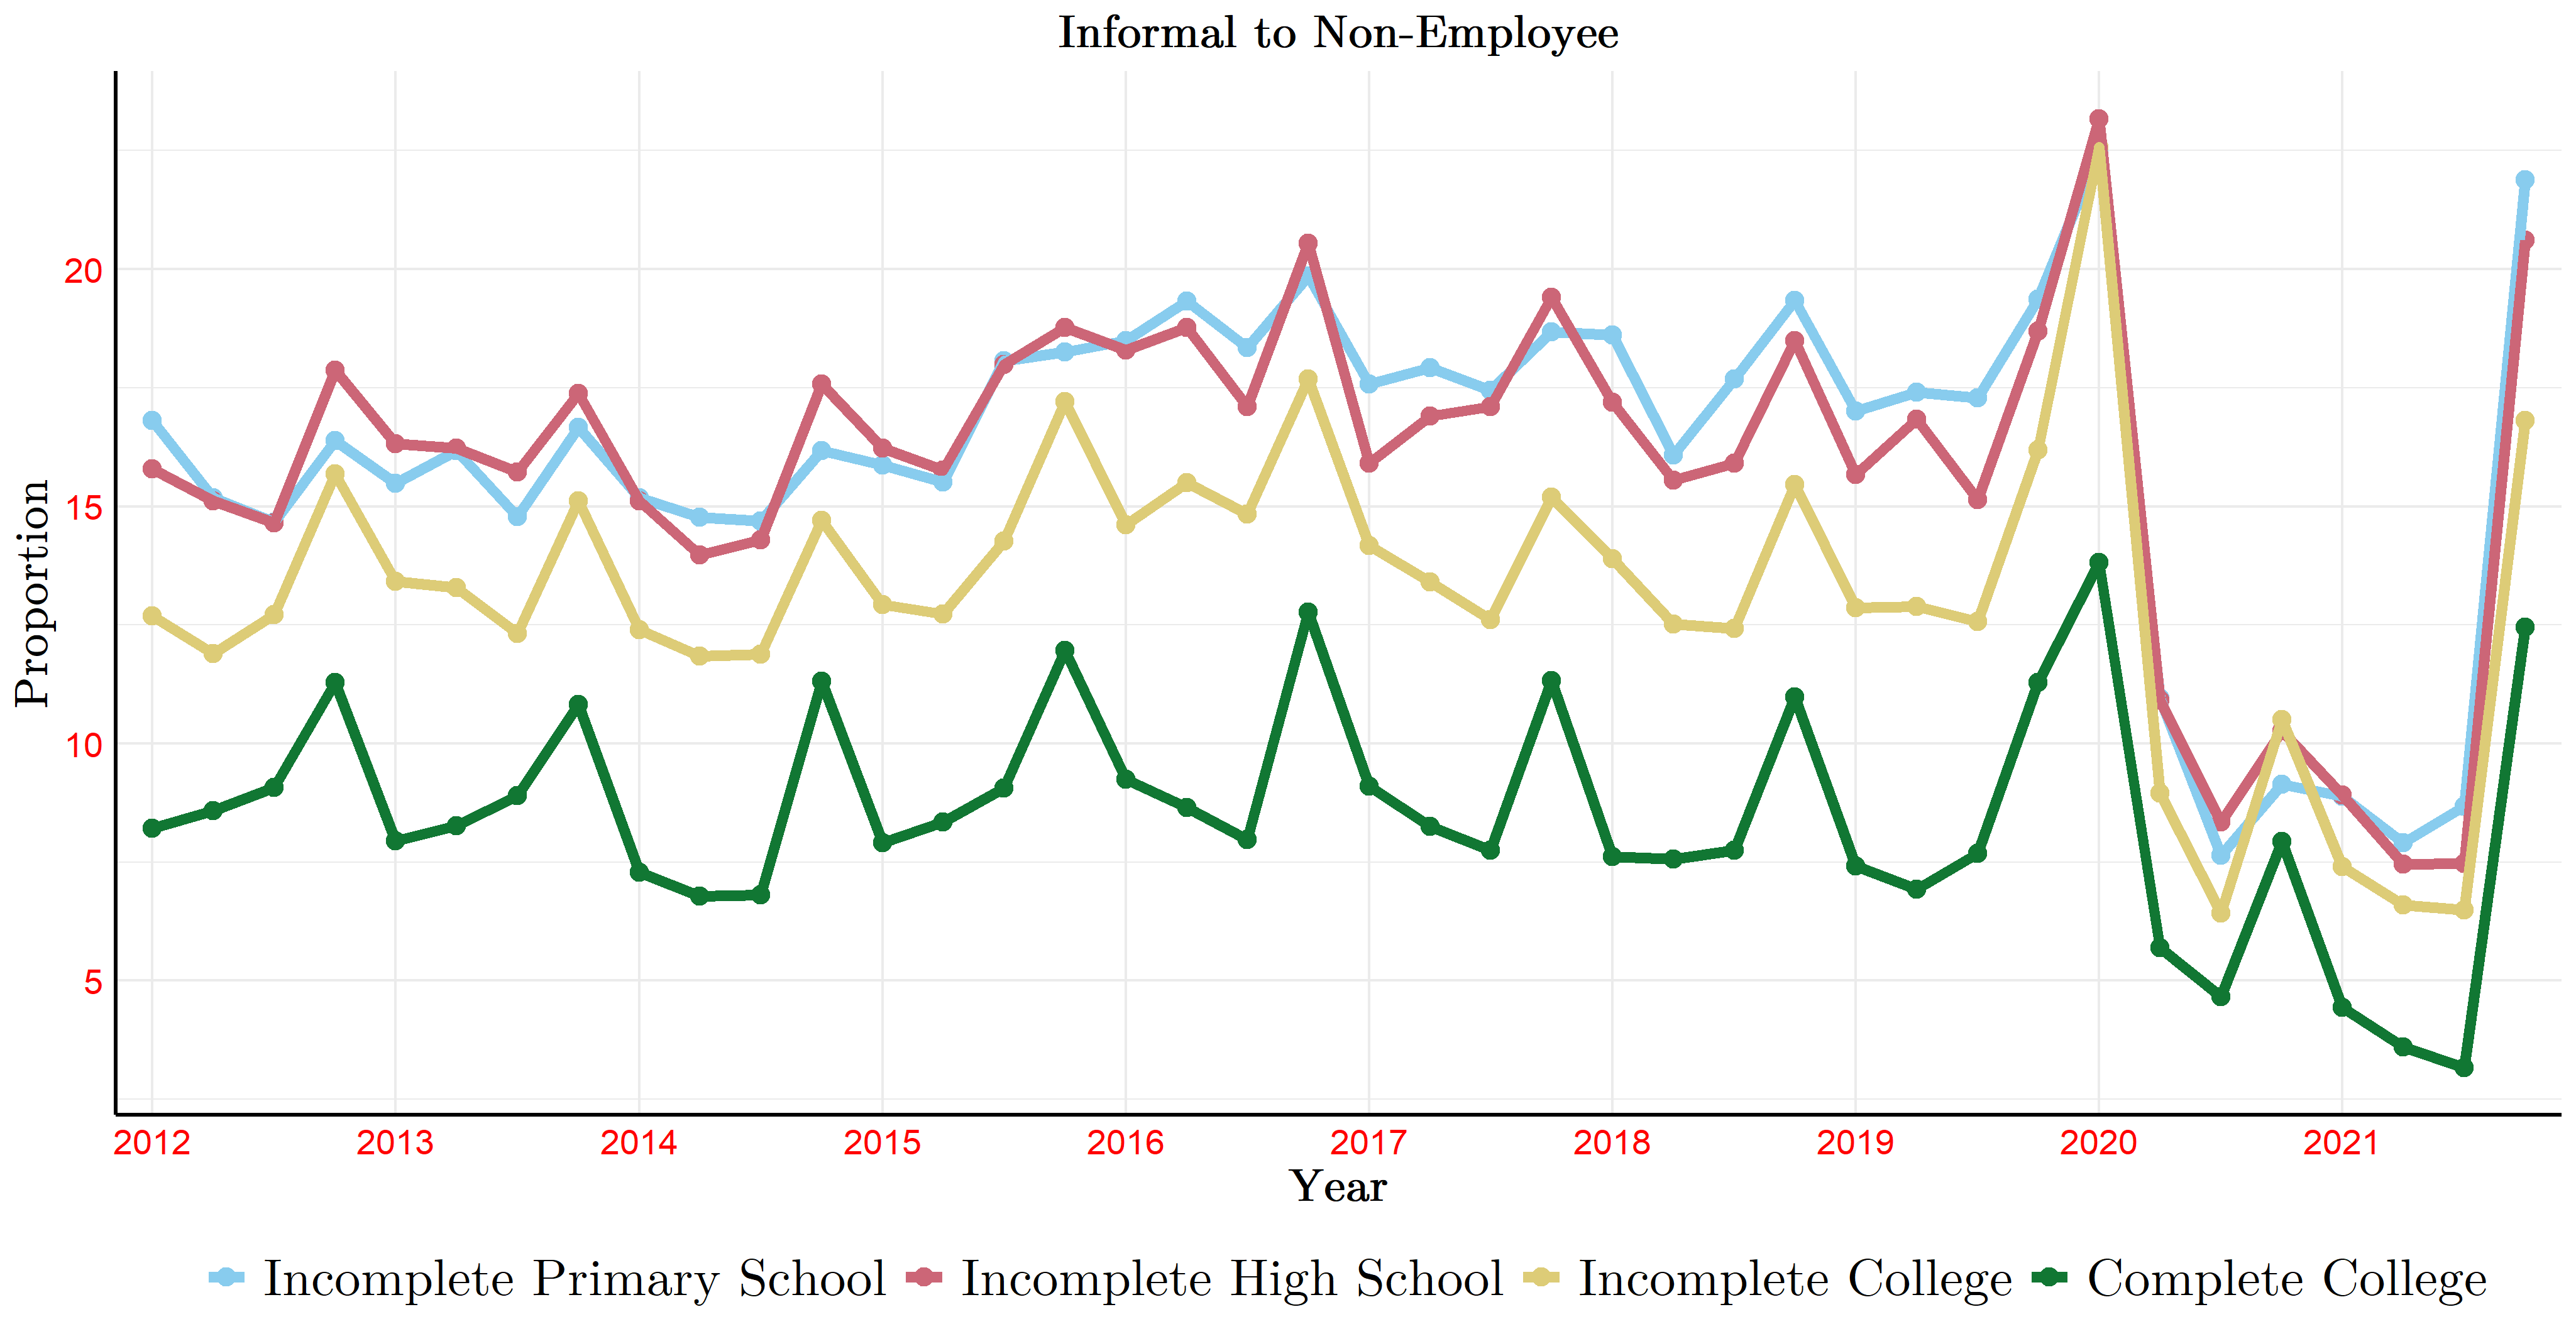 Informal to Non-Employee
Proportion
20
15
10
5
2012 2013 2014 2015 2016 2017 2018 2019 2020 2021
Year
Incomplete Primary School Incomplete High School Incomplete College Complete College